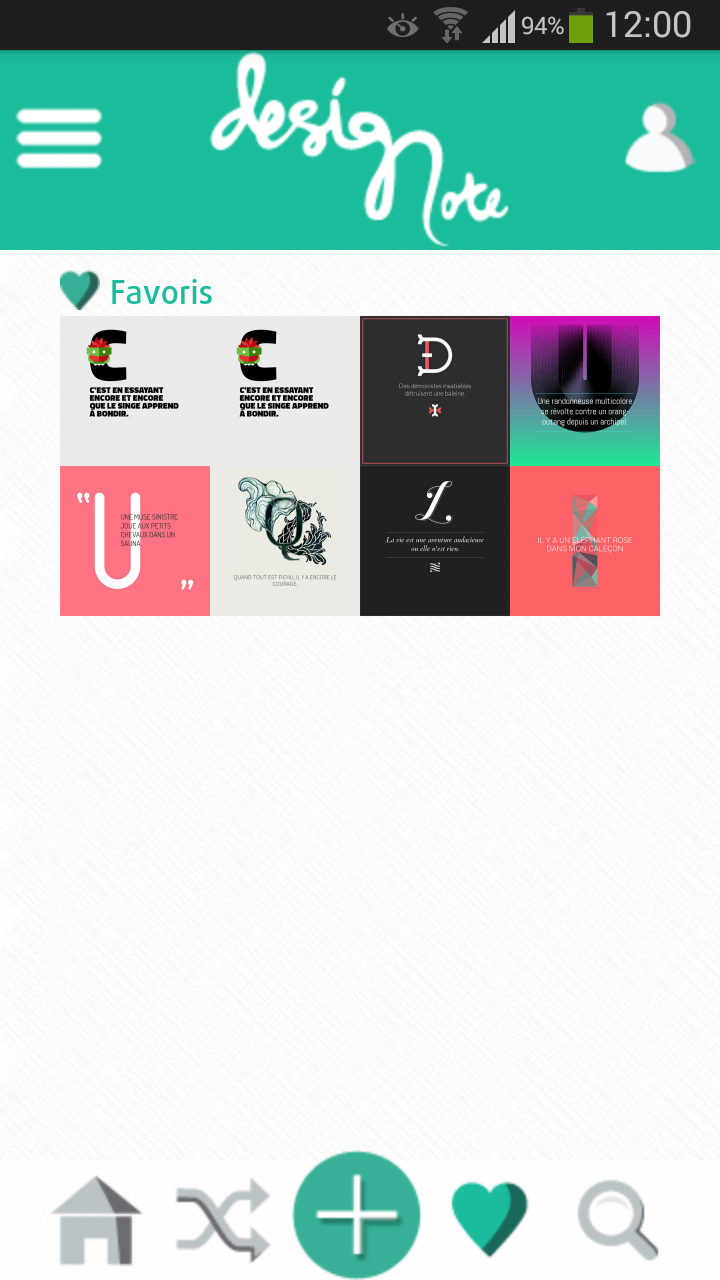 94% 12:00
design
note
Favoris
C'EST EN ESSAYANT
ENCORE ET ENCORE
QUE LE SINGE APPREND
À BONDIR.
C'EST EN ESSAYANT
ENCORE ET ENCORE
QUE LE SINGE APPREND
À BONDIR.
D
Des démonistes insatiables
détruisent une baleine.
U
Une randonneuse multicolore
se révolte contre un orang-
outang depuis un archipel.
“ U
UNE MUSE SINISTRE
JOUE AUX PETITS
CHEVAUX DANS UN
SAUNA.
”
Q
QUAND TOUT EST FICHU, IL Y A ENCORE LE
COURAGE.
L
La vie est une aventure audacieuse
ou elle n'est rien.
I
IL Y A UN ÉLÉPHANT ROSE
DANS MON CALEÇON